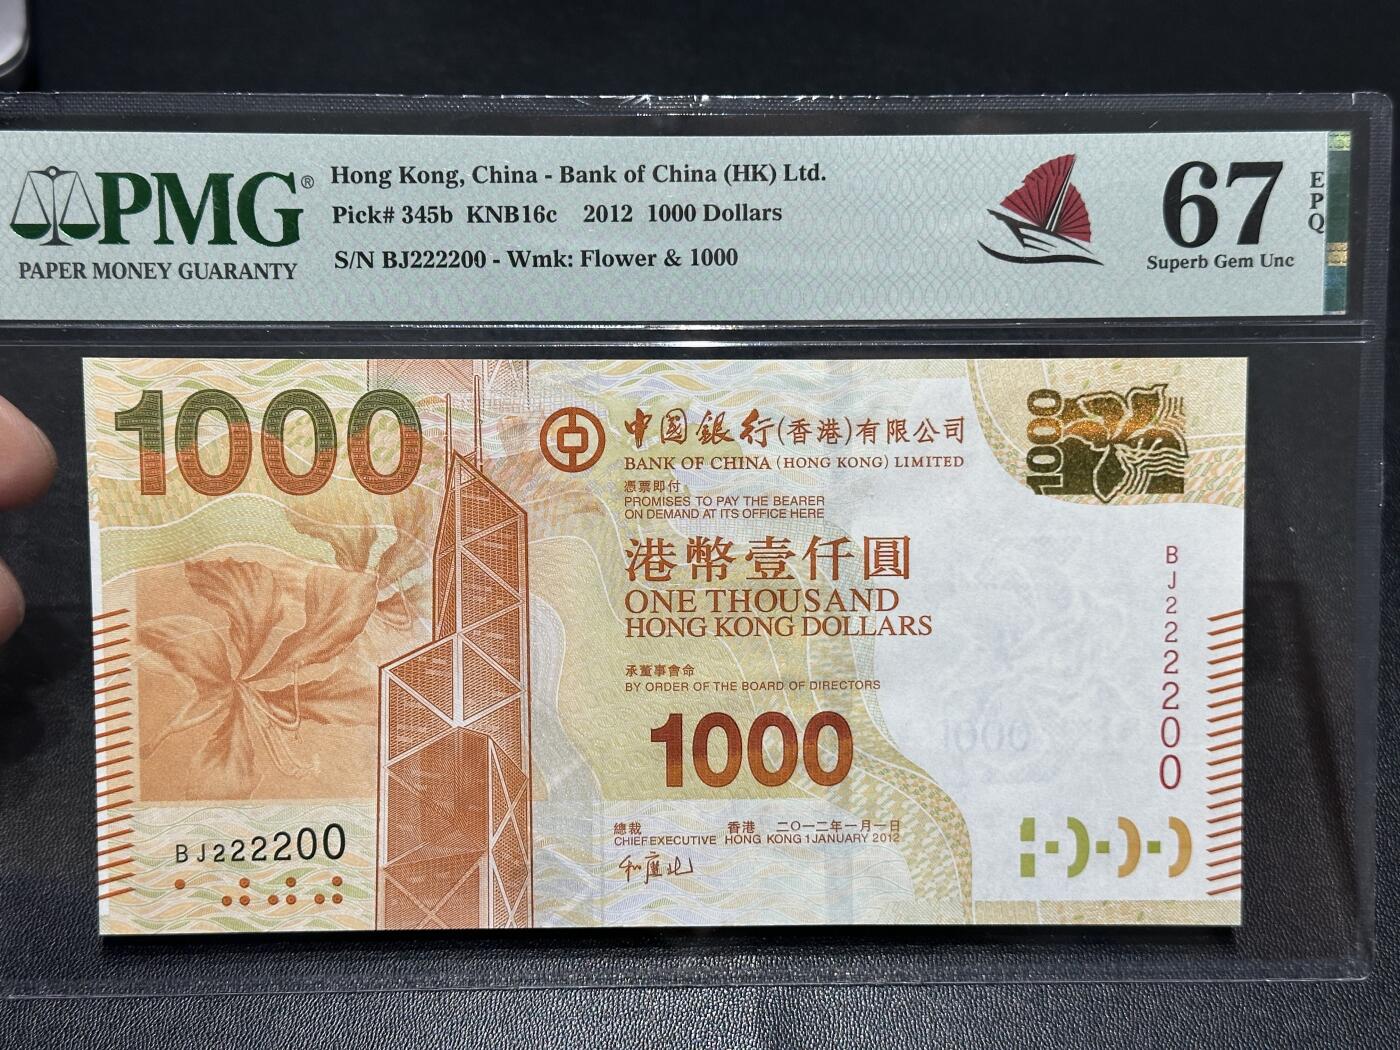 PMG®
PAPER MONEY GUARANTY
Hong Kong, China - Bank of China (HK) Ltd.
Pick# 345b KNB16c 2012 1000 Dollars
S/N BJ222200 - Wmk: Flower & 1000
67
EPQ
Superb Gem Unc
1000
中國銀行(香港)有限公司
BANK OF CHINA (HONG KONG) LIMITED
憑票即付
PROMISES TO PAY THE BEARER
ON DEMAND AT ITS OFFICE HERE
港幣壹仟圓
ONE THOUSAND
HONG KONG DOLLARS
承董事會命
BY ORDER OF THE BOARD OF DIRECTORS
1000
總裁 香港 二〇一二年一月一日
CHIEF EXECUTIVE HONG KONG 1 JANUARY 2012
和廣北
BJ222200
1000
BJ222200
1000